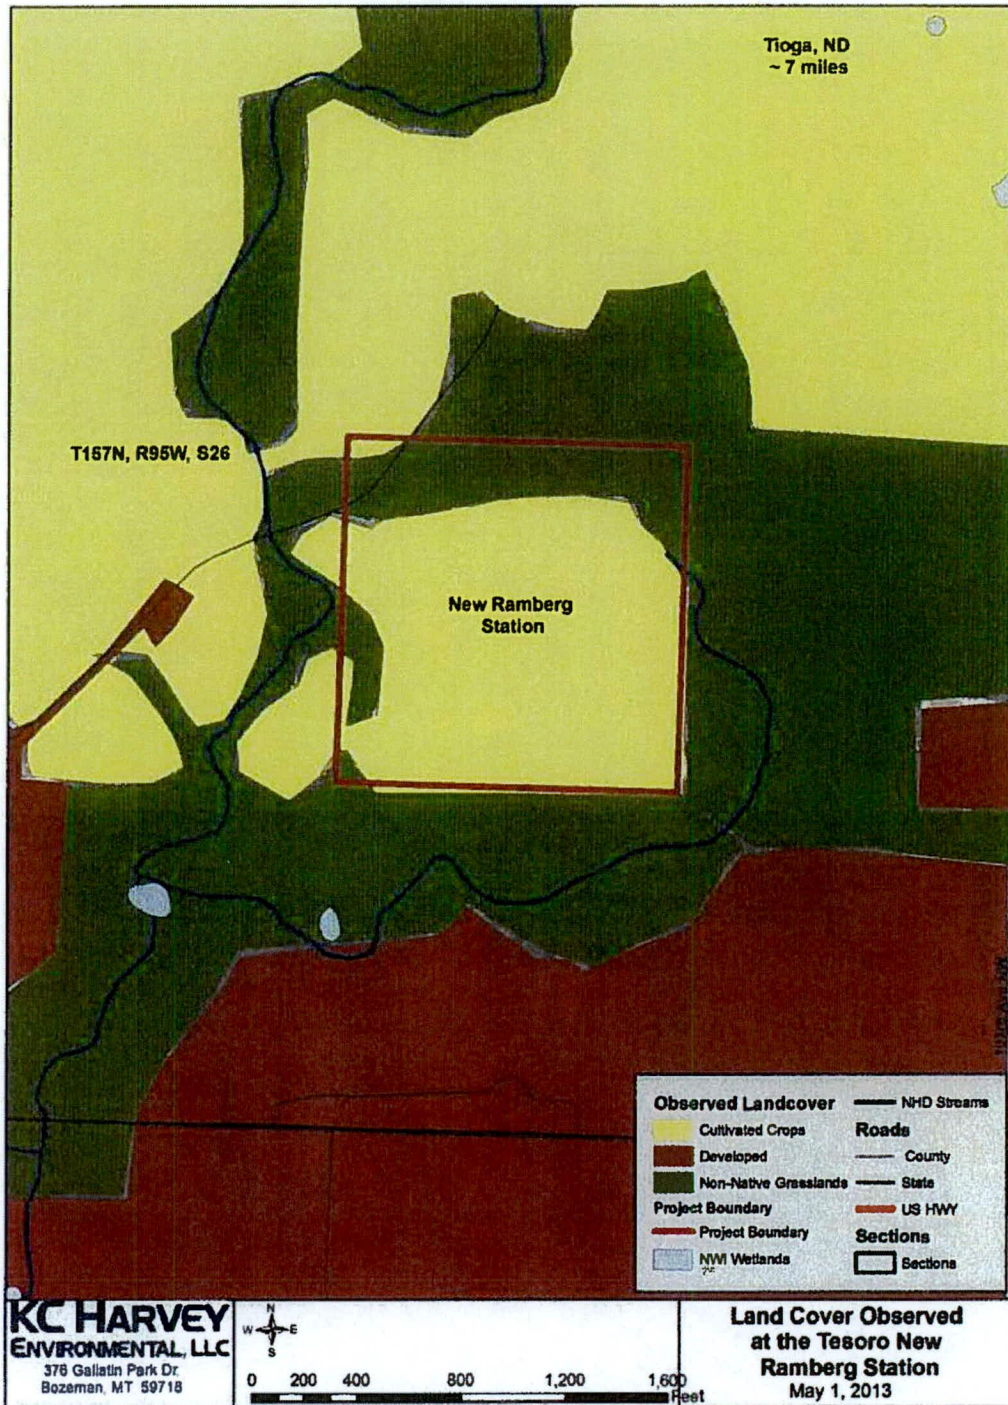 Tioga, ND
~ 7 miles
T157N, R95W, S26
New Ramberg
Station
Observed Landcover
Cultivated Crops
Developed
Non-Native Grasslands
Project Boundary
Project Boundary
NWI Wetlands
NHD Streams
Roads
County
State
US HWY
Sections
Sections
KC HARVEY
ENVIRONMENTAL, LLC
376 Gallatin Park Dr.
Bozeman, MT 59718
N
W E
S
0 200 400 800 1,200 1,600
Feet
Land Cover Observed
at the Tesoro New
Ramberg Station
May 1, 2013